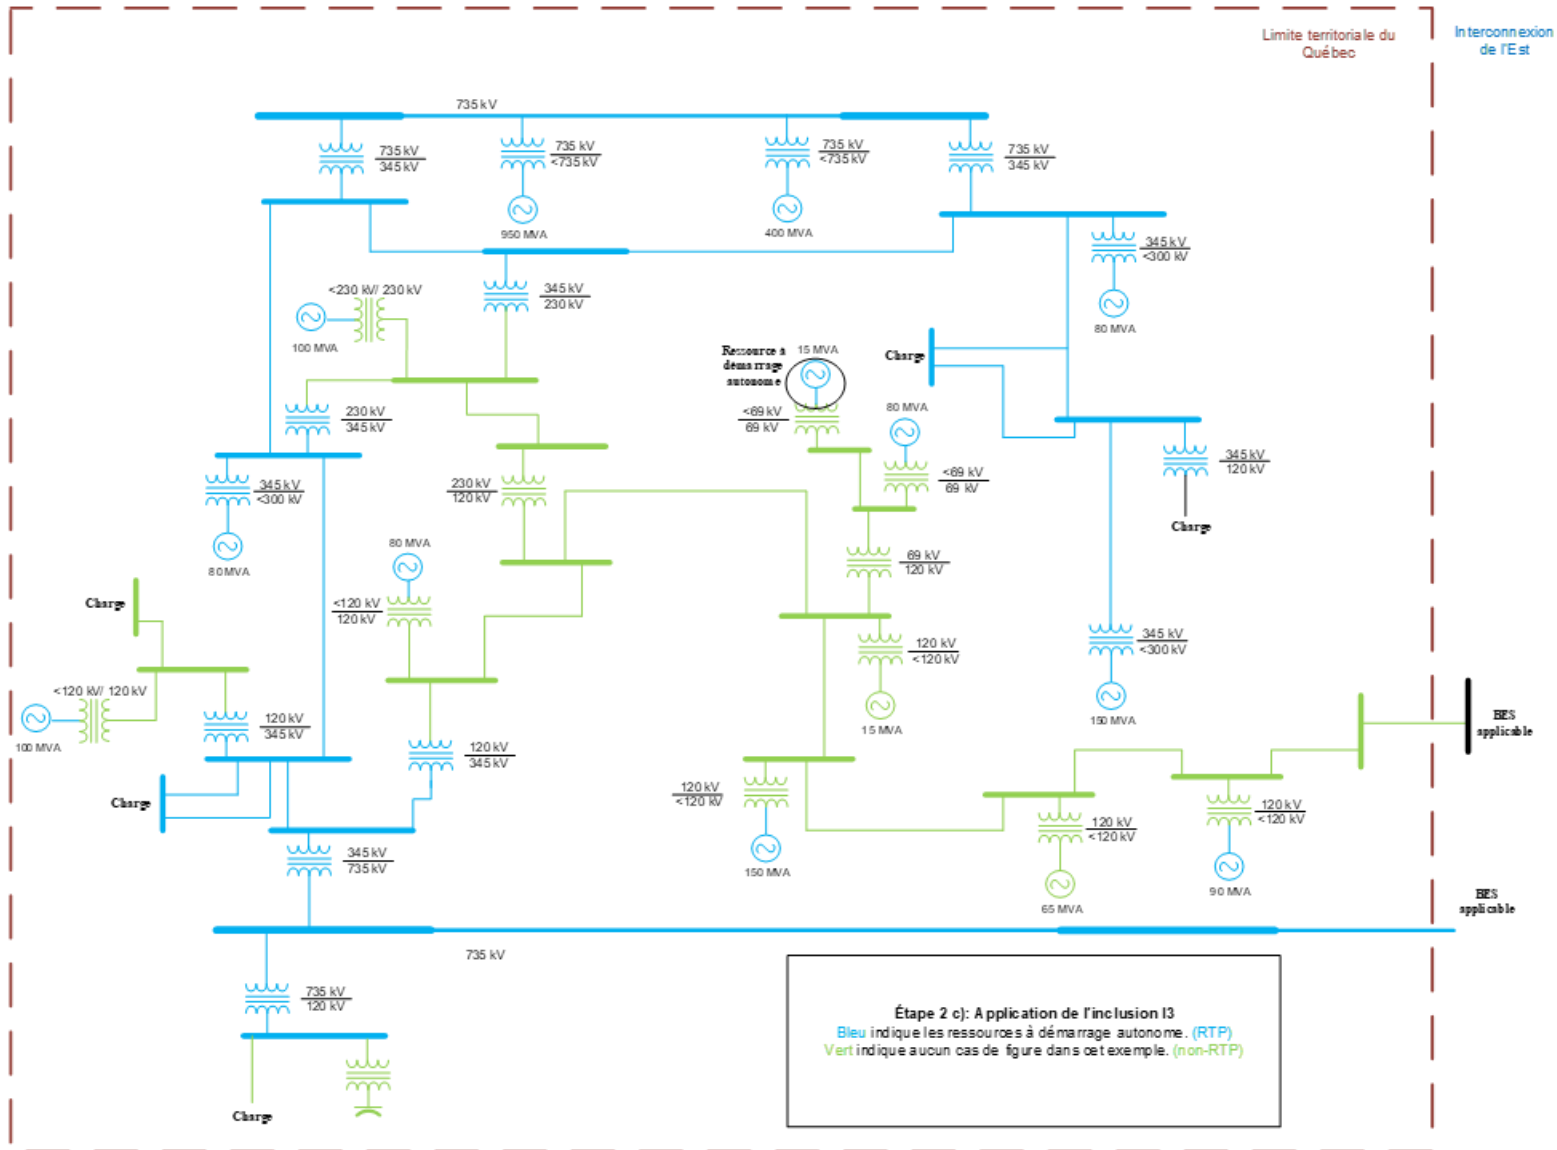 Limite territoriale du
Québec
Interconnexion
de l'Est
735 kV
735 kV
345 kV
735 kV
<735 kV
735 kV
<735 kV
735 kV
345 kV
950 MVA
400 MVA
345 kV
<300 kV
80 MVA
<230 kV/ 230 kV
100 MVA
345 kV
230 kV
Ressource à
démarrage
autonome
15 MVA
Charge
<69 kV
69 kV
80 MVA
<69 kV
69 kV
230 kV
345 kV
345 kV
120 kV
Charge
345 kV
<300 kV
80 MVA
230 kV
120 kV
80 MVA
<120 kV
120 kV
69 kV
120 kV
Charge
120 kV
<120 kV
15 MVA
345 kV
<300 kV
150 MVA
<120 kV/ 120 kV
100 MVA
120 kV
345 kV
120 kV
345 kV
BES
applicable
Charge
120 kV
<120 kV
150 MVA
120 kV
<120 kV
65 MVA
120 kV
<120 kV
90 MVA
345 kV
735 kV
BES
applicable
735 kV
735 kV
120 kV
Charge
Étape 2 c): Application de l'inclusion I3
Bleu indique les ressources à démarrage autonome. (RTP)
Vert indique aucun cas de figure dans cet exemple. (non-RTP)